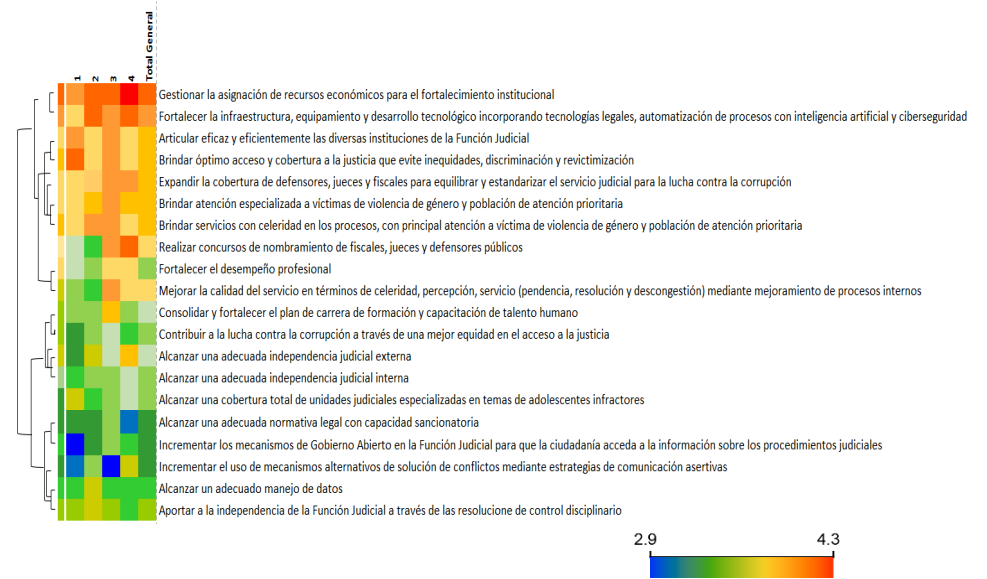 1 2 3 4 Total General
Gestionar la asignación de recursos económicos para el fortalecimiento institucional
Fortalecer la infraestructura, equipamiento y desarrollo tecnológico incorporando tecnologías legales, automatización de procesos con inteligencia artificial y ciberseguridad
Articular eficaz y eficientemente las diversas instituciones de la Función Judicial
Brindar óptimo acceso y cobertura a la justicia que evite inequidades, discriminación y revictimización
Expandir la cobertura de defensores, jueces y fiscales para equilibrar y estandarizar el servicio judicial para la lucha contra la corrupción
Brindar atención especializada a víctimas de violencia de género y población de atención prioritaria
Brindar servicios con celeridad en los procesos, con principal atención a víctima de violencia de género y población de atención prioritaria
Realizar concursos de nombramiento de fiscales, jueces y defensores públicos
Fortalecer el desempeño profesional
Mejorar la calidad del servicio en términos de celeridad, percepción, servicio (pendencia, resolución y descongestión) mediante mejoramiento de procesos internos
Consolidar y fortalecer el plan de carrera de formación y capacitación de talento humano
Contribuir a la lucha contra la corrupción a través de una mejor equidad en el acceso a la justicia
Alcanzar una adecuada independencia judicial externa
Alcanzar una adecuada independencia judicial interna
Alcanzar una cobertura total de unidades judiciales especializadas en temas de adolescentes infractores
Alcanzar una adecuada normativa legal con capacidad sancionatoria
Incrementar los mecanismos de Gobierno Abierto en la Función Judicial para que la ciudadanía acceda a la información sobre los procedimientos judiciales
Incrementar el uso de mecanismos alternativos de solución de conflictos mediante estrategias de comunicación asertivas
Alcanzar un adecuado manejo de datos
Aportar a la independencia de la Función Judicial a través de las resolucione de control disciplinario
2.9 4.3